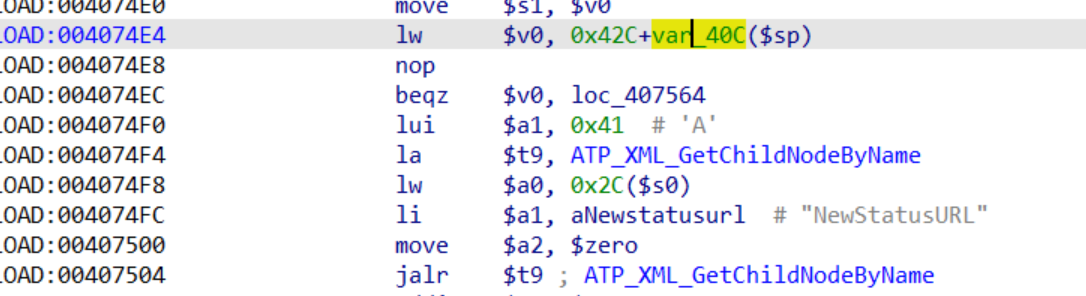 LOAD:004074E0 move $s1, $v0
LOAD:004074E4 lw $v0, 0x42C+var_40C($sp)
LOAD:004074E8 nop
LOAD:004074EC beqz $v0, loc_407564
LOAD:004074F0 lui $a1, 0x41 # 'A'
LOAD:004074F4 la $t9, ATP_XML_GetChildNodeByName
LOAD:004074F8 lw $a0, 0x2C($s0)
LOAD:004074FC li $a1, aNewstatusurl # "NewStatusURL"
LOAD:00407500 move $a2, $zero
LOAD:00407504 jalr $t9 ; ATP_XML_GetChildNodeByName